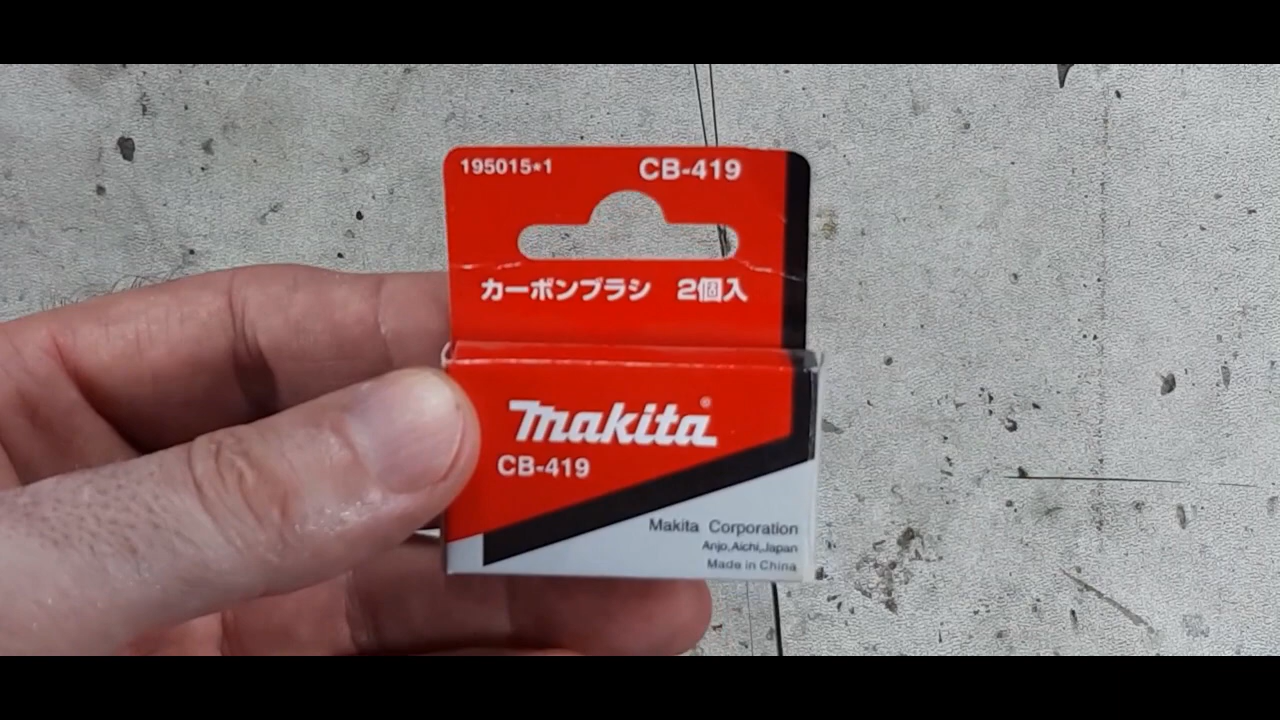 195015*1 CB-419
カーボンブラシ 2個入
makita®
CB-419
Makita Corporation
Anjo,Aichi,Japan
Made in China